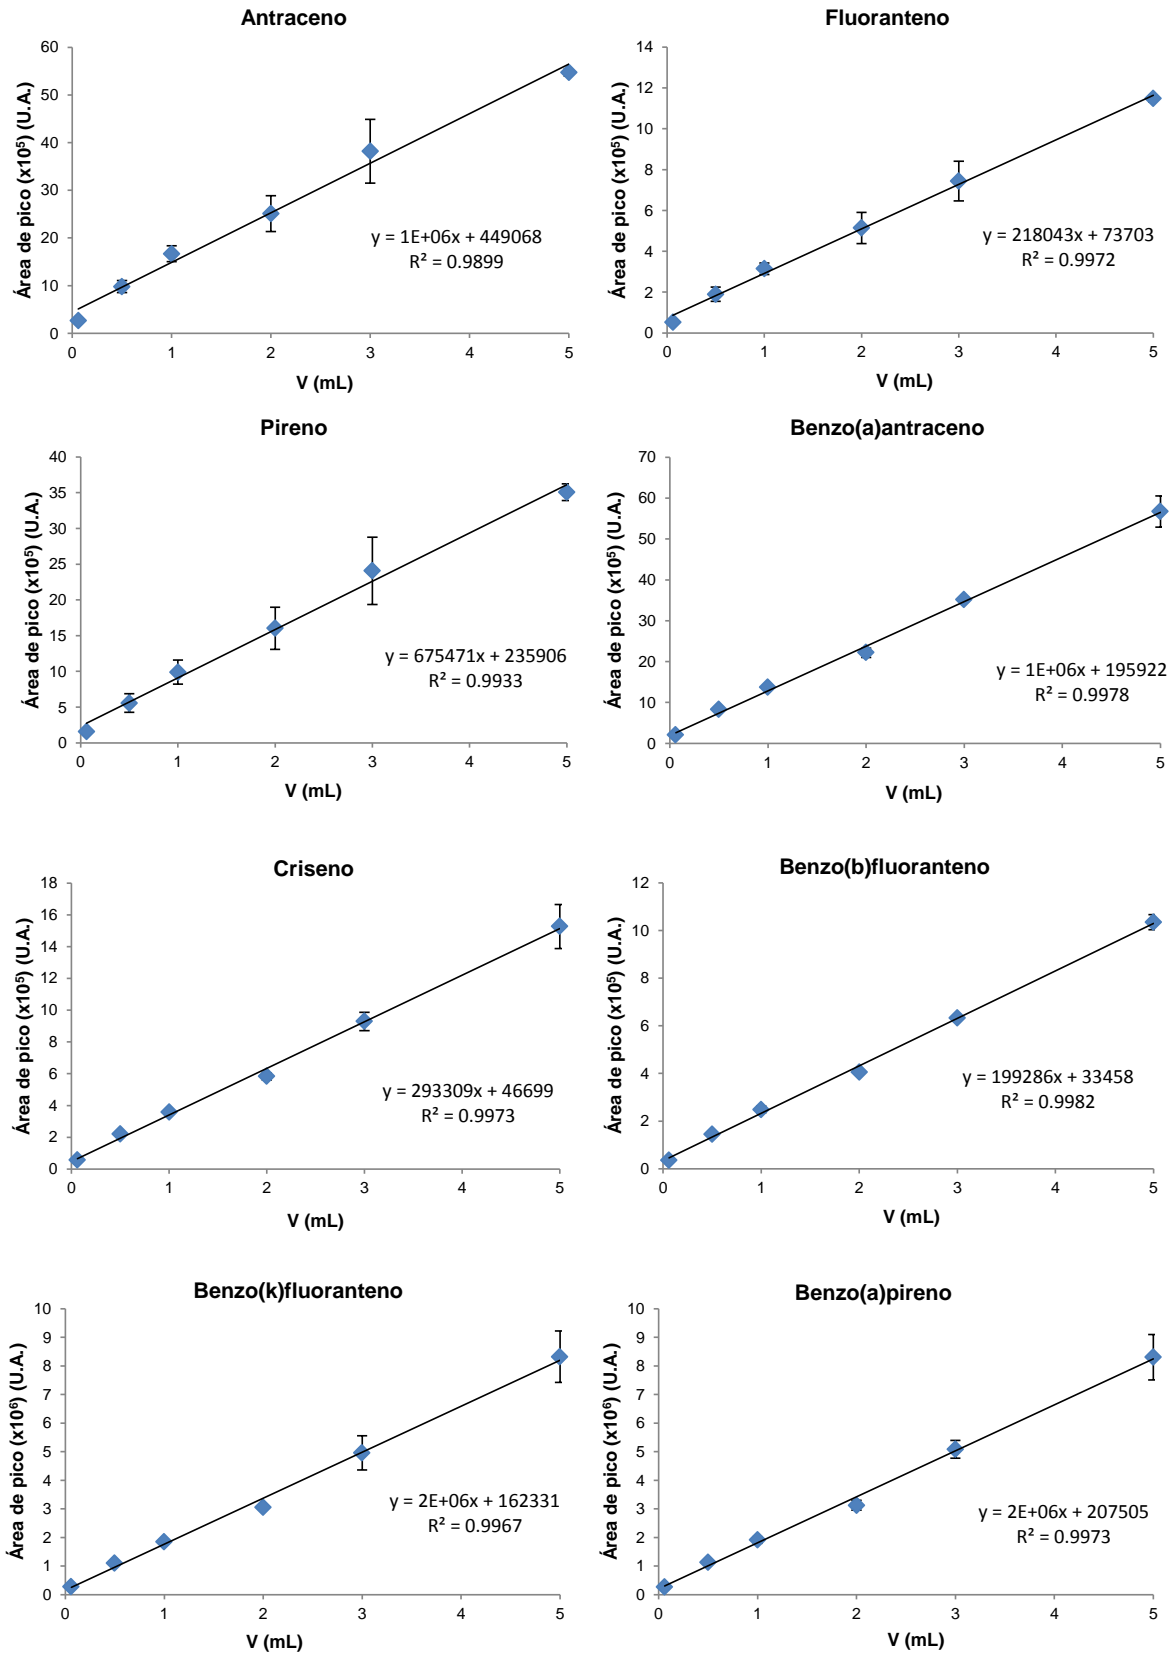 Antraceno
Área de pico (x10⁵) (U.A.)
60
50
40
30
20
10
0
y = 1E+06x + 449068
R² = 0.9899
0 1 2 3 4 5
V (mL)
Fluoranteno
Área de pico (x10⁵) (U.A.)
14
12
10
8
6
4
2
0
y = 218043x + 73703
R² = 0.9972
0 1 2 3 4 5
V (mL)
Pireno
Área de pico (x10⁵) (U.A.)
40
35
30
25
20
15
10
5
0
y = 675471x + 235906
R² = 0.9933
0 1 2 3 4 5
V (mL)
Benzo(a)antraceno
Área de pico (x10⁵) (U.A.)
70
60
50
40
30
20
10
0
y = 1E+06x + 195922
R² = 0.9978
0 1 2 3 4 5
V (mL)
Criseno
Área de pico (x10⁵) (U.A.)
18
16
14
12
10
8
6
4
2
0
y = 293309x + 46699
R² = 0.9973
0 1 2 3 4 5
V (mL)
Benzo(b)fluoranteno
Área de pico (x10⁵) (U.A.)
12
10
8
6
4
2
0
y = 199286x + 33458
R² = 0.9982
0 1 2 3 4 5
V (mL)
Benzo(k)fluoranteno
Área de pico (x10⁶) (U.A.)
10
9
8
7
6
5
4
3
2
1
0
y = 2E+06x + 162331
R² = 0.9967
0 1 2 3 4 5
V (mL)
Benzo(a)pireno
Área de pico (x10⁶) (U.A.)
10
9
8
7
6
5
4
3
2
1
0
y = 2E+06x + 207505
R² = 0.9973
0 1 2 3 4 5
V (mL)